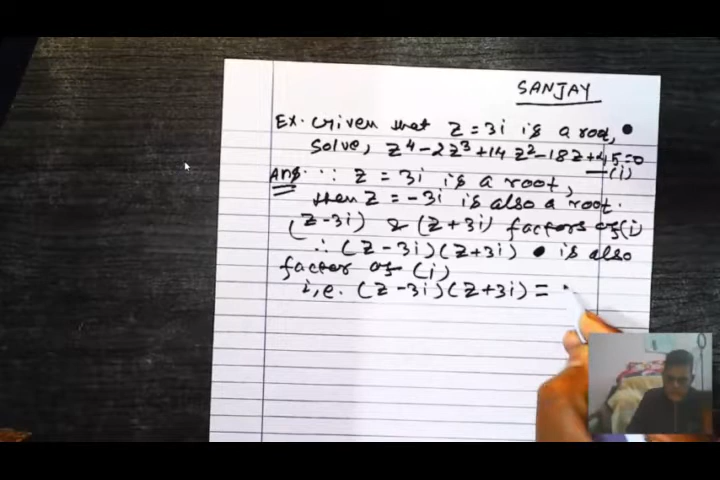 SANJAY
Ex. Given that z = 3i is a root,
Solve, z⁴ - 2z³ + 14z² - 18z + 45 = 0
—(i)
Ans. ∵ z = 3i is a root,
then z = -3i is also a root.
(z-3i) & (z+3i) factors of (i)
∴ (z-3i)(z+3i) is also
factor of (i)
i,e. (z-3i)(z+3i) =